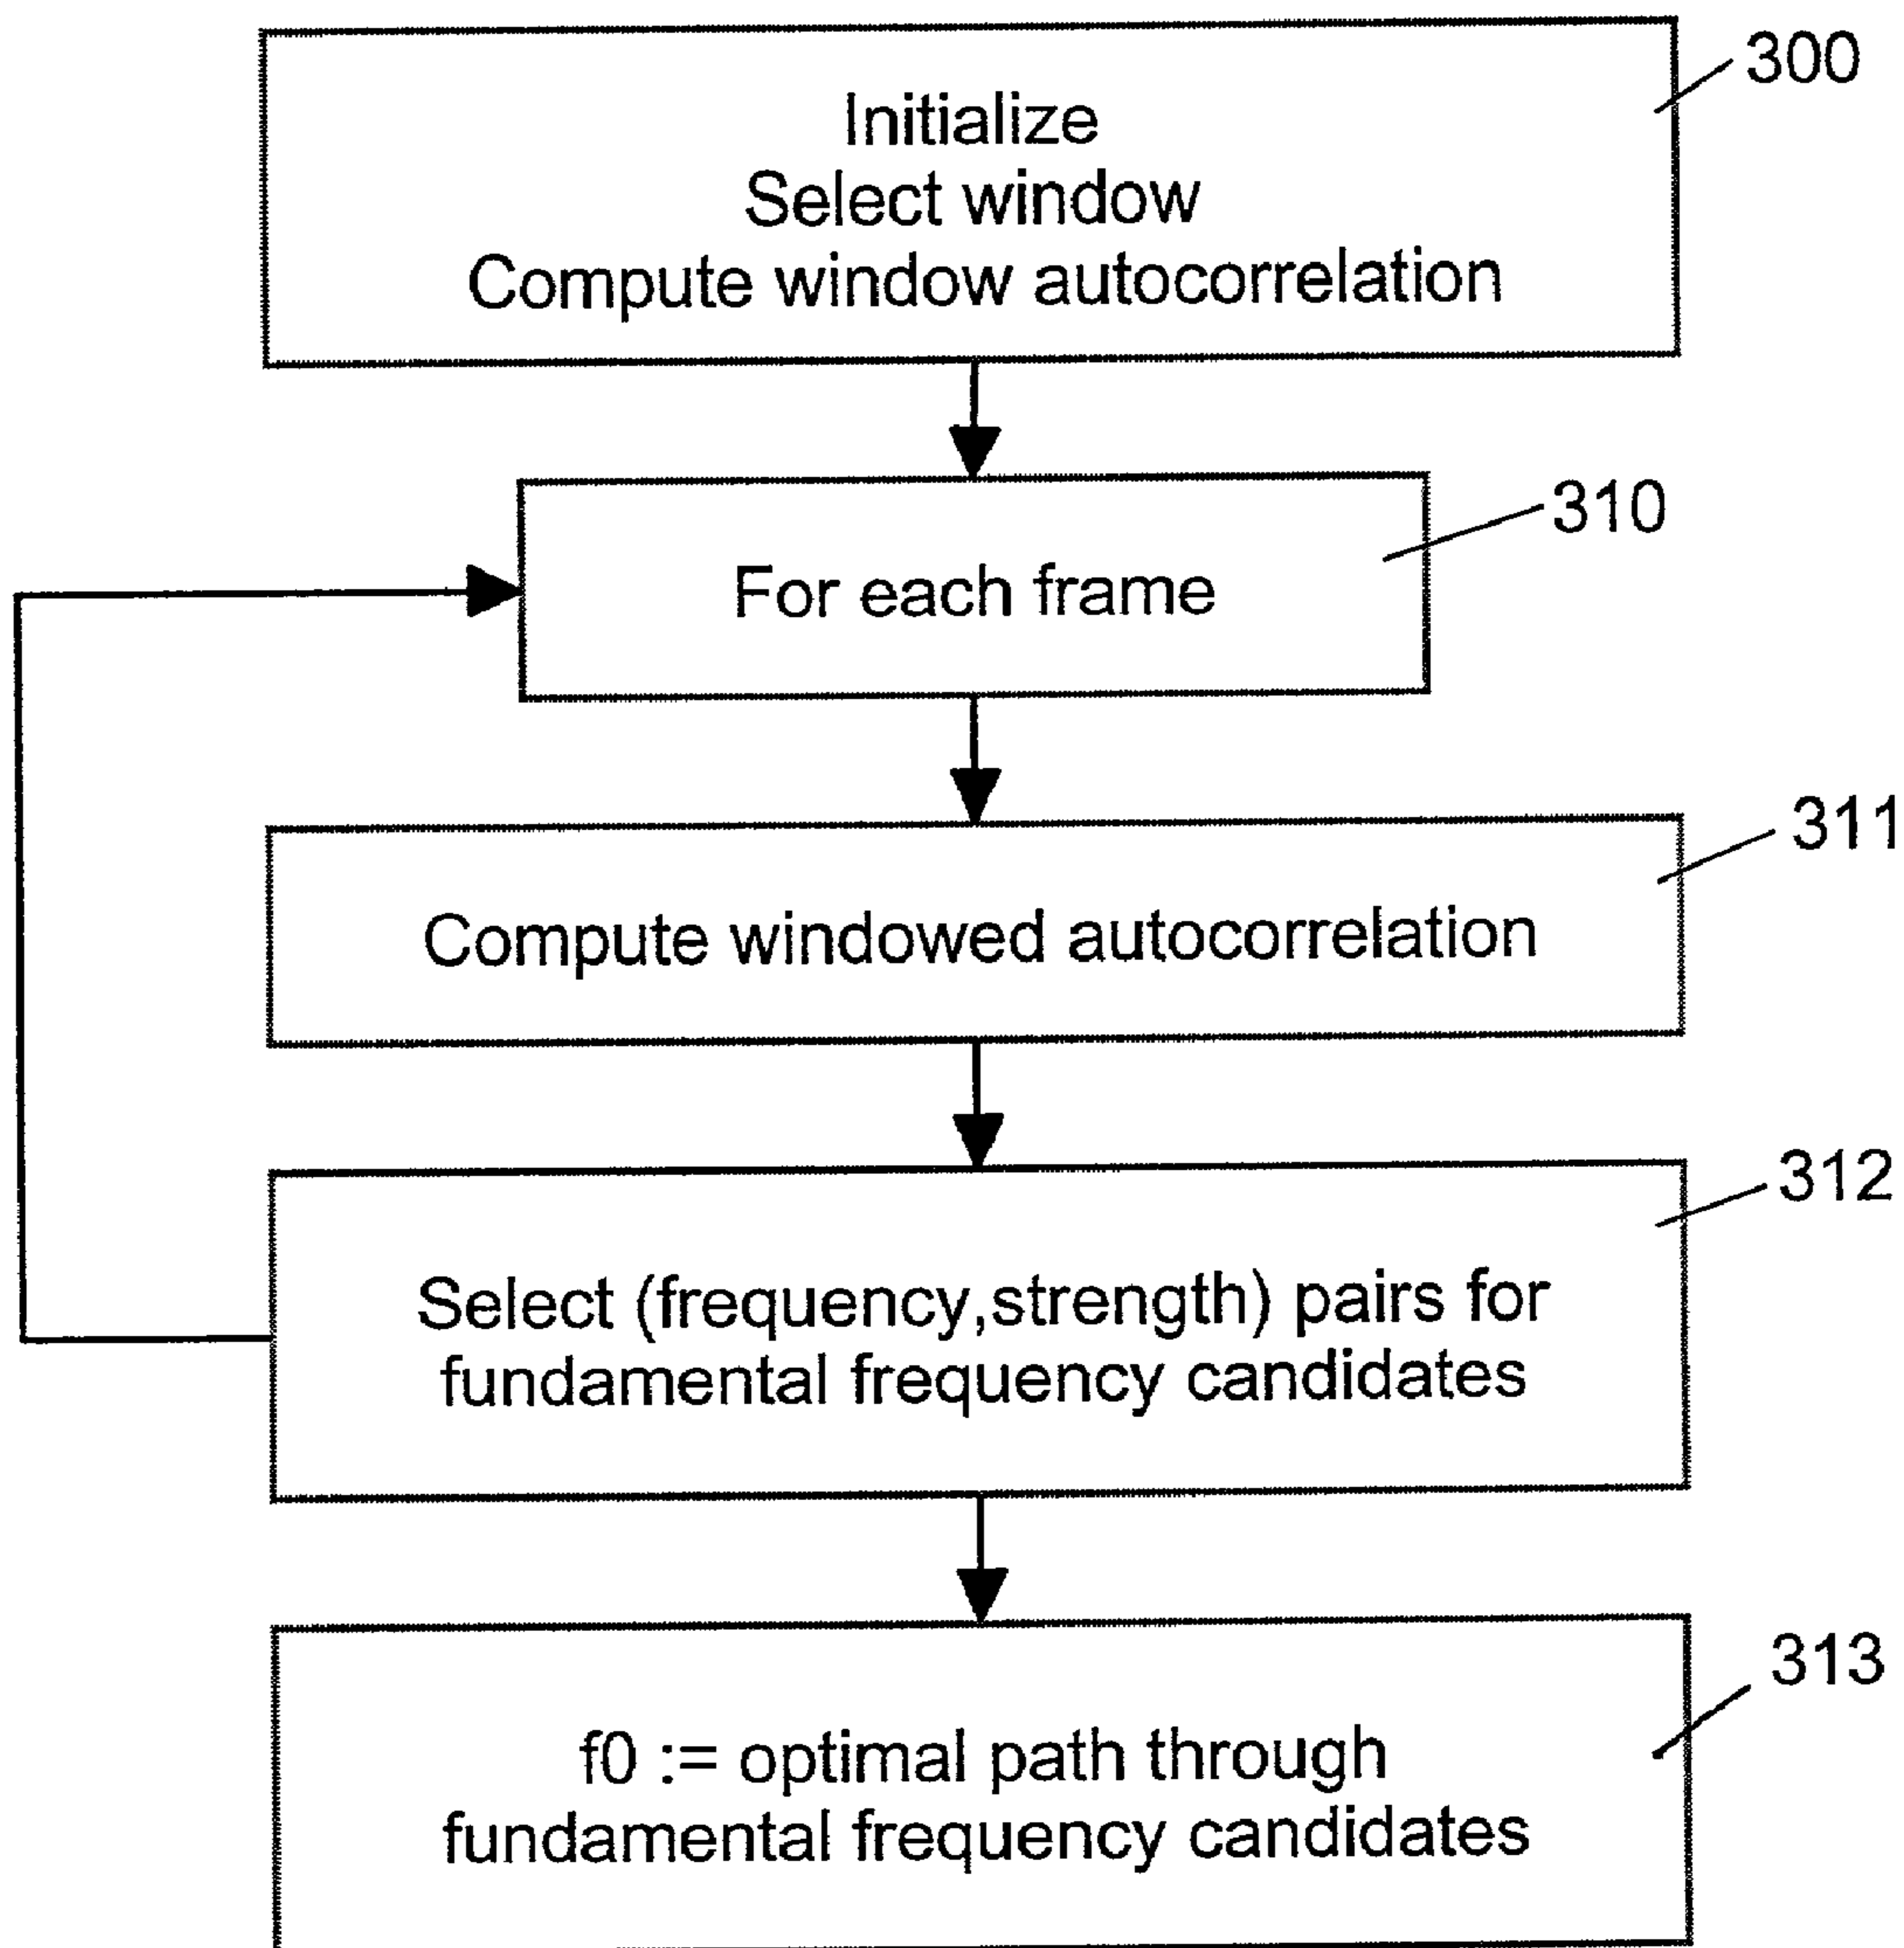 300
Initialize
Select window
Compute window autocorrelation
310
For each frame
311
Compute windowed autocorrelation
312
Select (frequency,strength) pairs for
fundamental frequency candidates
313
f0 := optimal path through
fundamental frequency candidates